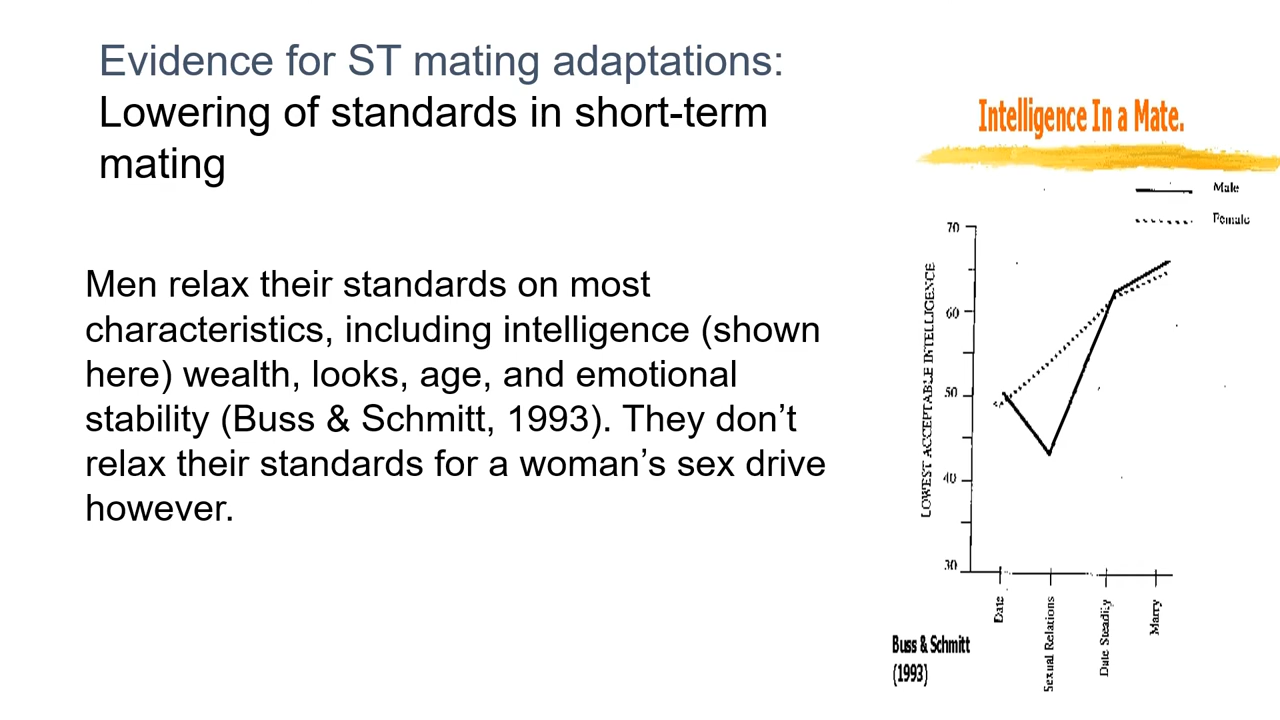 Evidence for ST mating adaptations:
Lowering of standards in short-term
mating
Men relax their standards on most
characteristics, including intelligence (shown
here) wealth, looks, age, and emotional
stability (Buss & Schmitt, 1993). They don’t
relax their standards for a woman’s sex drive
however.
Intelligence In a Mate.
Male
Female
LOWEST ACCEPTABLE INTELLIGENCE
70
60
50
40
30
Date
Sexual Relations
Date Steadily
Marry
Buss & Schmitt
(1993)